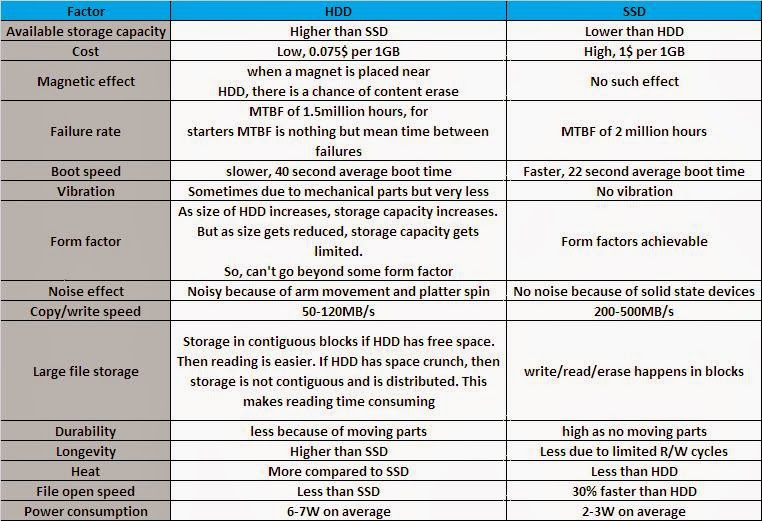 Factor HDD SSD
Available storage capacity Higher than SSD Lower than HDD
Cost Low, 0.075$ per 1GB High, 1$ per 1GB
Magnetic effect
when a magnet is placed near
HDD, there is a chance of content erase
No such effect
Failure rate
MTBF of 1.5million hours, for
starters MTBF is nothing but mean time between
failures
MTBF of 2 million hours
Boot speed slower, 40 second average boot time Faster, 22 second average boot time
Vibration Sometimes due to mechanical parts but very less No vibration
Form factor
As size of HDD increases, storage capacity increases.
But as size gets reduced, storage capacity gets
limited.
So, can't go beyond some form factor
Form factors achievable
Noise effect Noisy because of arm movement and platter spin No noise because of solid state devices
Copy/write speed 50-120MB/s 200-500MB/s
Large file storage
Storage in contiguous blocks if HDD has free space.
Then reading is easier. If HDD has space crunch, then
storage is not contiguous and is distributed. This
makes reading time consuming
write/read/erase happens in blocks
Durability less because of moving parts high as no moving parts
Longevity Higher than SSD Less due to limited R/W cycles
Heat More compared to SSD Less than HDD
File open speed Less than SSD 30% faster than HDD
Power consumption 6-7W on average 2-3W on average